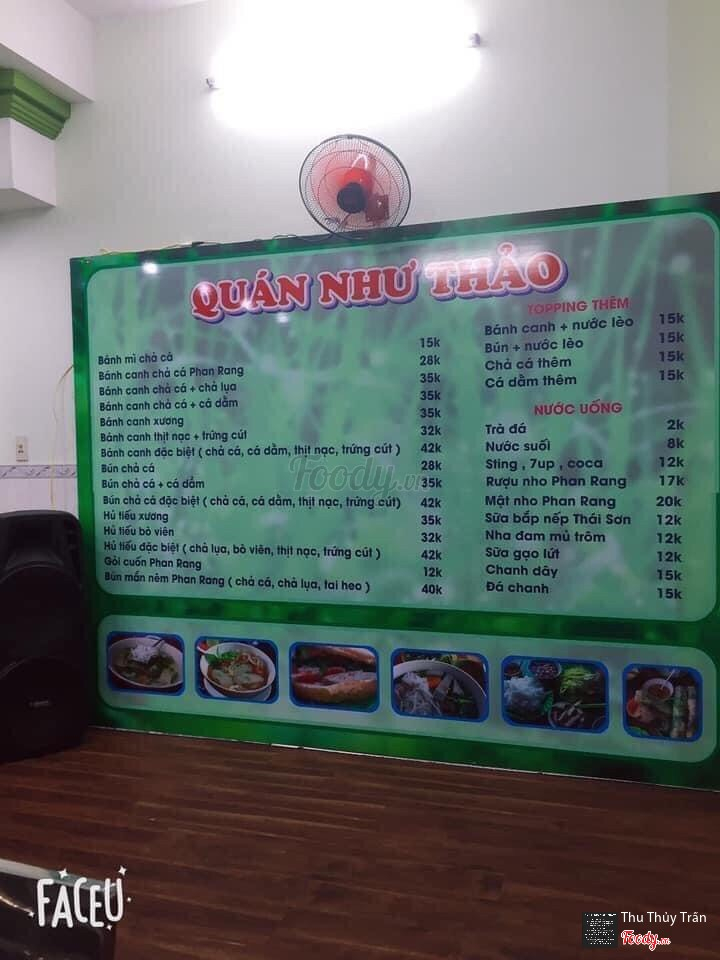 QUÁN NHƯ THẢO
Bánh mì chả cá 15k
Bánh canh chả cá Phan Rang 28k
Bánh canh chả cá + chả lụa 35k
Bánh canh chả cá + cá dầm 35k
Bánh canh xương 35k
Bánh canh thịt nạc + trứng cút 32k
Bánh canh đặc biệt ( chả cá, cá dầm, thịt nạc, trứng cút ) 42k
Bún chả cá 28k
Bún chả cá + cá dầm 35k
Bún chả cá đặc biệt ( chả cá, cá dầm, thịt nạc, trứng cút) 42k
Hủ tiếu xương 35k
Hủ tiếu bò viên 32k
Hủ tiếu đặc biệt ( chả lụa, bò viên, thịt nạc, trứng cút ) 42k
Gỏi cuốn Phan Rang 12k
Bún mắn nêm Phan Rang ( chả cá, chả lụa, tai heo ) 40k
TOPPING THÊM
Bánh canh + nước lèo 15k
Bún + nước lèo 15k
Chả cá thêm 15k
Cá dầm thêm 15k
NƯỚC UỐNG
Trà đá 2k
Nước suối 8k
Sting , 7up , coca 12k
Rượu nho Phan Rang 17k
Mật nho Phan Rang 20k
Sữa bắp nếp Thái Sơn 12k
Nha đam mủ trôm 12k
Sữa gạo lứt 12k
Chanh dây 15k
Đá chanh 15k
Foody.vn
FACEU
Thu Thủy Trân
Foody.vn